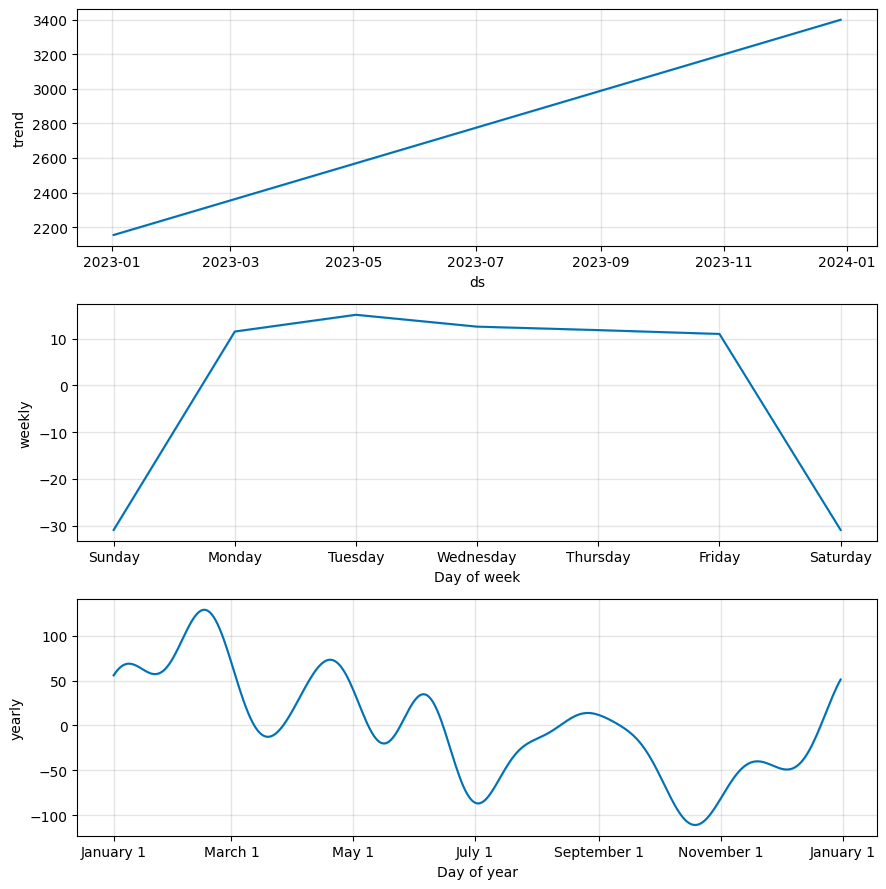 3400
3200
3000
2800
2600
2400
2200
trend
2023-01 2023-03 2023-05 2023-07 2023-09 2023-11 2024-01
ds
10
0
−10
−20
−30
weekly
Sunday Monday Tuesday Wednesday Thursday Friday Saturday
Day of week
100
50
0
−50
−100
yearly
January 1 March 1 May 1 July 1 September 1 November 1 January 1
Day of year